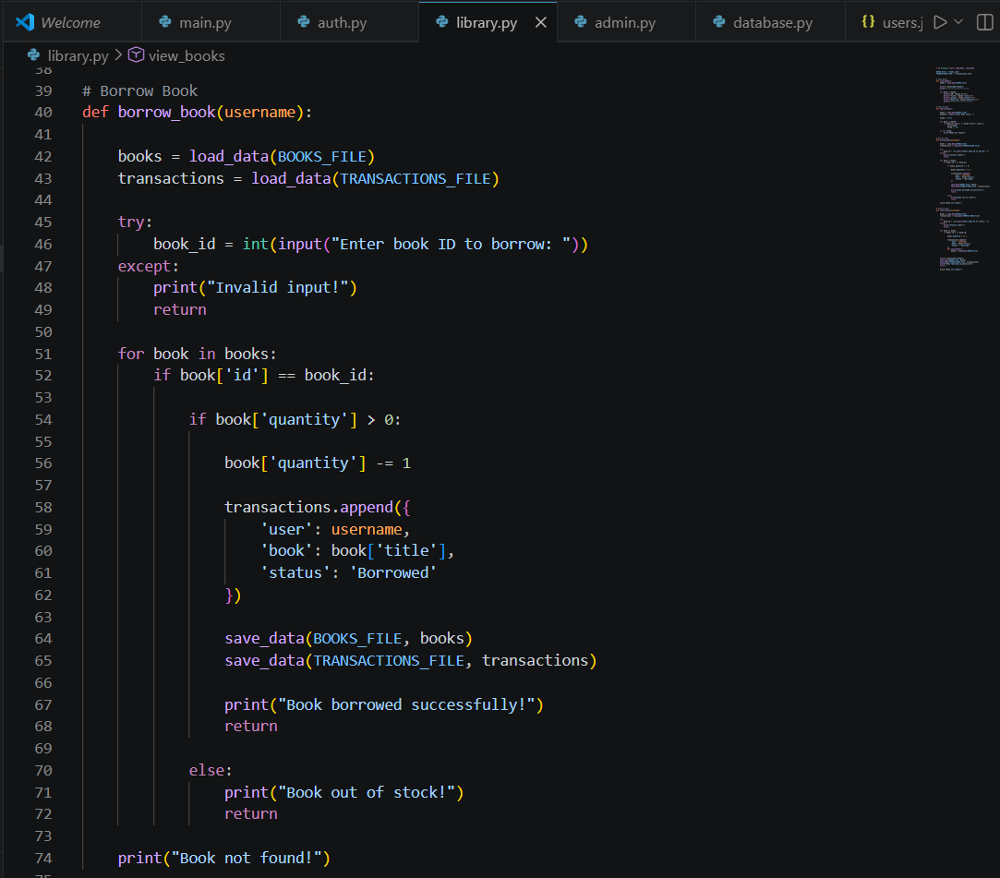 Welcome
main.py
auth.py
library.py
admin.py
database.py
{} users.j
library.py > view_books
38
39 # Borrow Book
40 def borrow_book(username):
41
42     books = load_data(BOOKS_FILE)
43     transactions = load_data(TRANSACTIONS_FILE)
44
45     try:
46         book_id = int(input("Enter book ID to borrow: "))
47     except:
48         print("Invalid input!")
49         return
50
51     for book in books:
52         if book['id'] == book_id:
53
54             if book['quantity'] > 0:
55
56                 book['quantity'] -= 1
57
58                 transactions.append({
59                     'user': username,
60                     'book': book['title'],
61                     'status': 'Borrowed'
62                 })
63
64                 save_data(BOOKS_FILE, books)
65                 save_data(TRANSACTIONS_FILE, transactions)
66
67                 print("Book borrowed successfully!")
68                 return
69
70             else:
71                 print("Book out of stock!")
72                 return
73
74     print("Book not found!")
75